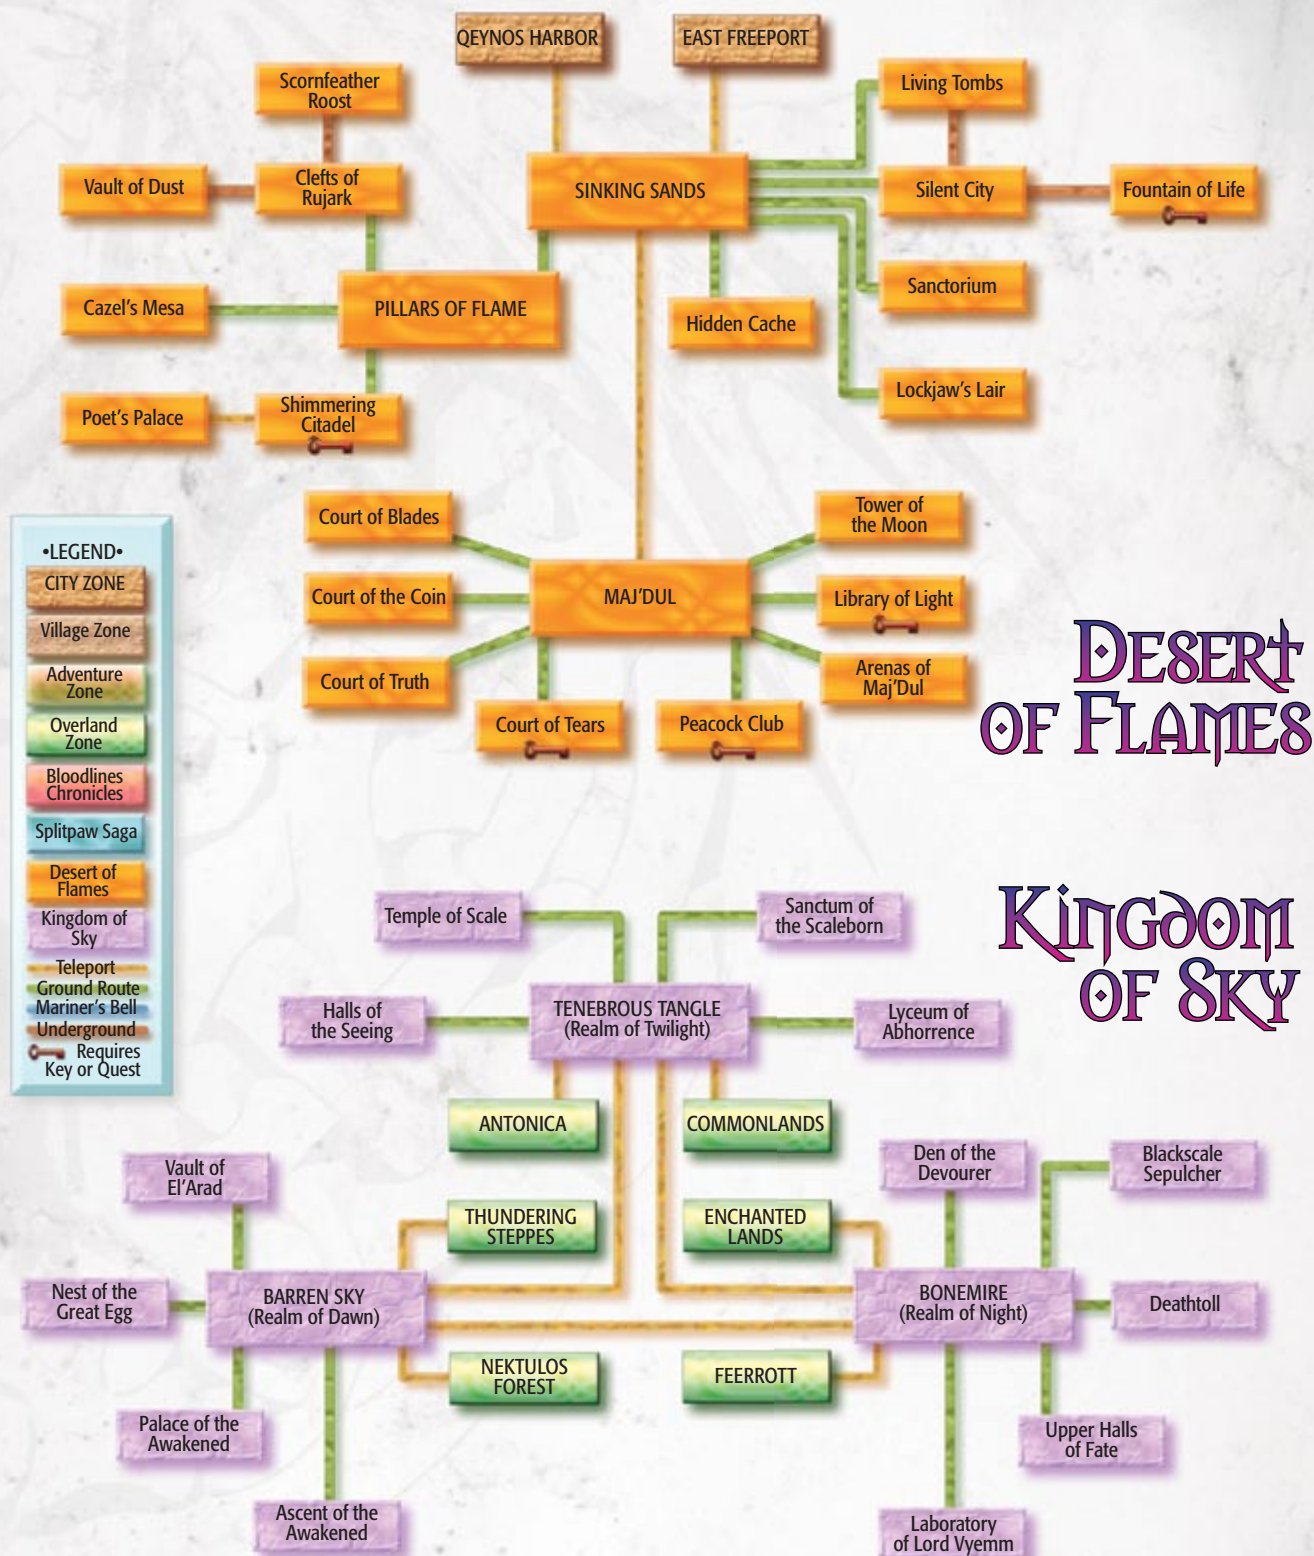 QEYNOS HARBOR
EAST FREEPORT
Scornfeather
Roost
Living Tombs
Vault of Dust
Clefts of
Rujark
SINKING SANDS
Silent City
Fountain of Life
Cazel's Mesa
PILLARS OF FLAME
Hidden Cache
Sanctorium
Poet's Palace
Shimmering
Citadel
Lockjaw's Lair
Court of Blades
Tower of
the Moon
Court of the Coin
MAJ'DUL
Library of Light
Court of Truth
Arenas of
Maj'Dul
Court of Tears
Peacock Club
DESERT
OF FLAMES
•LEGEND•
CITY ZONE
Village Zone
Adventure
Zone
Overland
Zone
Bloodlines
Chronicles
Splitpaw Saga
Desert of
Flames
Kingdom of
Sky
Teleport
Ground Route
Mariner's Bell
Underground
Requires
Key or Quest
KINGDOM
OF SKY
Temple of Scale
Sanctum of
the Scaleborn
Halls of
the Seeing
TENEBROUS TANGLE
(Realm of Twilight)
Lyceum of
Abhorrence
ANTONICA
COMMONLANDS
Vault of
El'Arad
Den of the
Devourer
Blackscale
Sepulcher
THUNDERING
STEPPES
ENCHANTED
LANDS
Nest of the
Great Egg
BARREN SKY
(Realm of Dawn)
BONEMIRE
(Realm of Night)
Deathtoll
NEKTULOS
FOREST
FEERROTT
Palace of the
Awakened
Upper Halls
of Fate
Ascent of the
Awakened
Laboratory
of Lord Vyemm